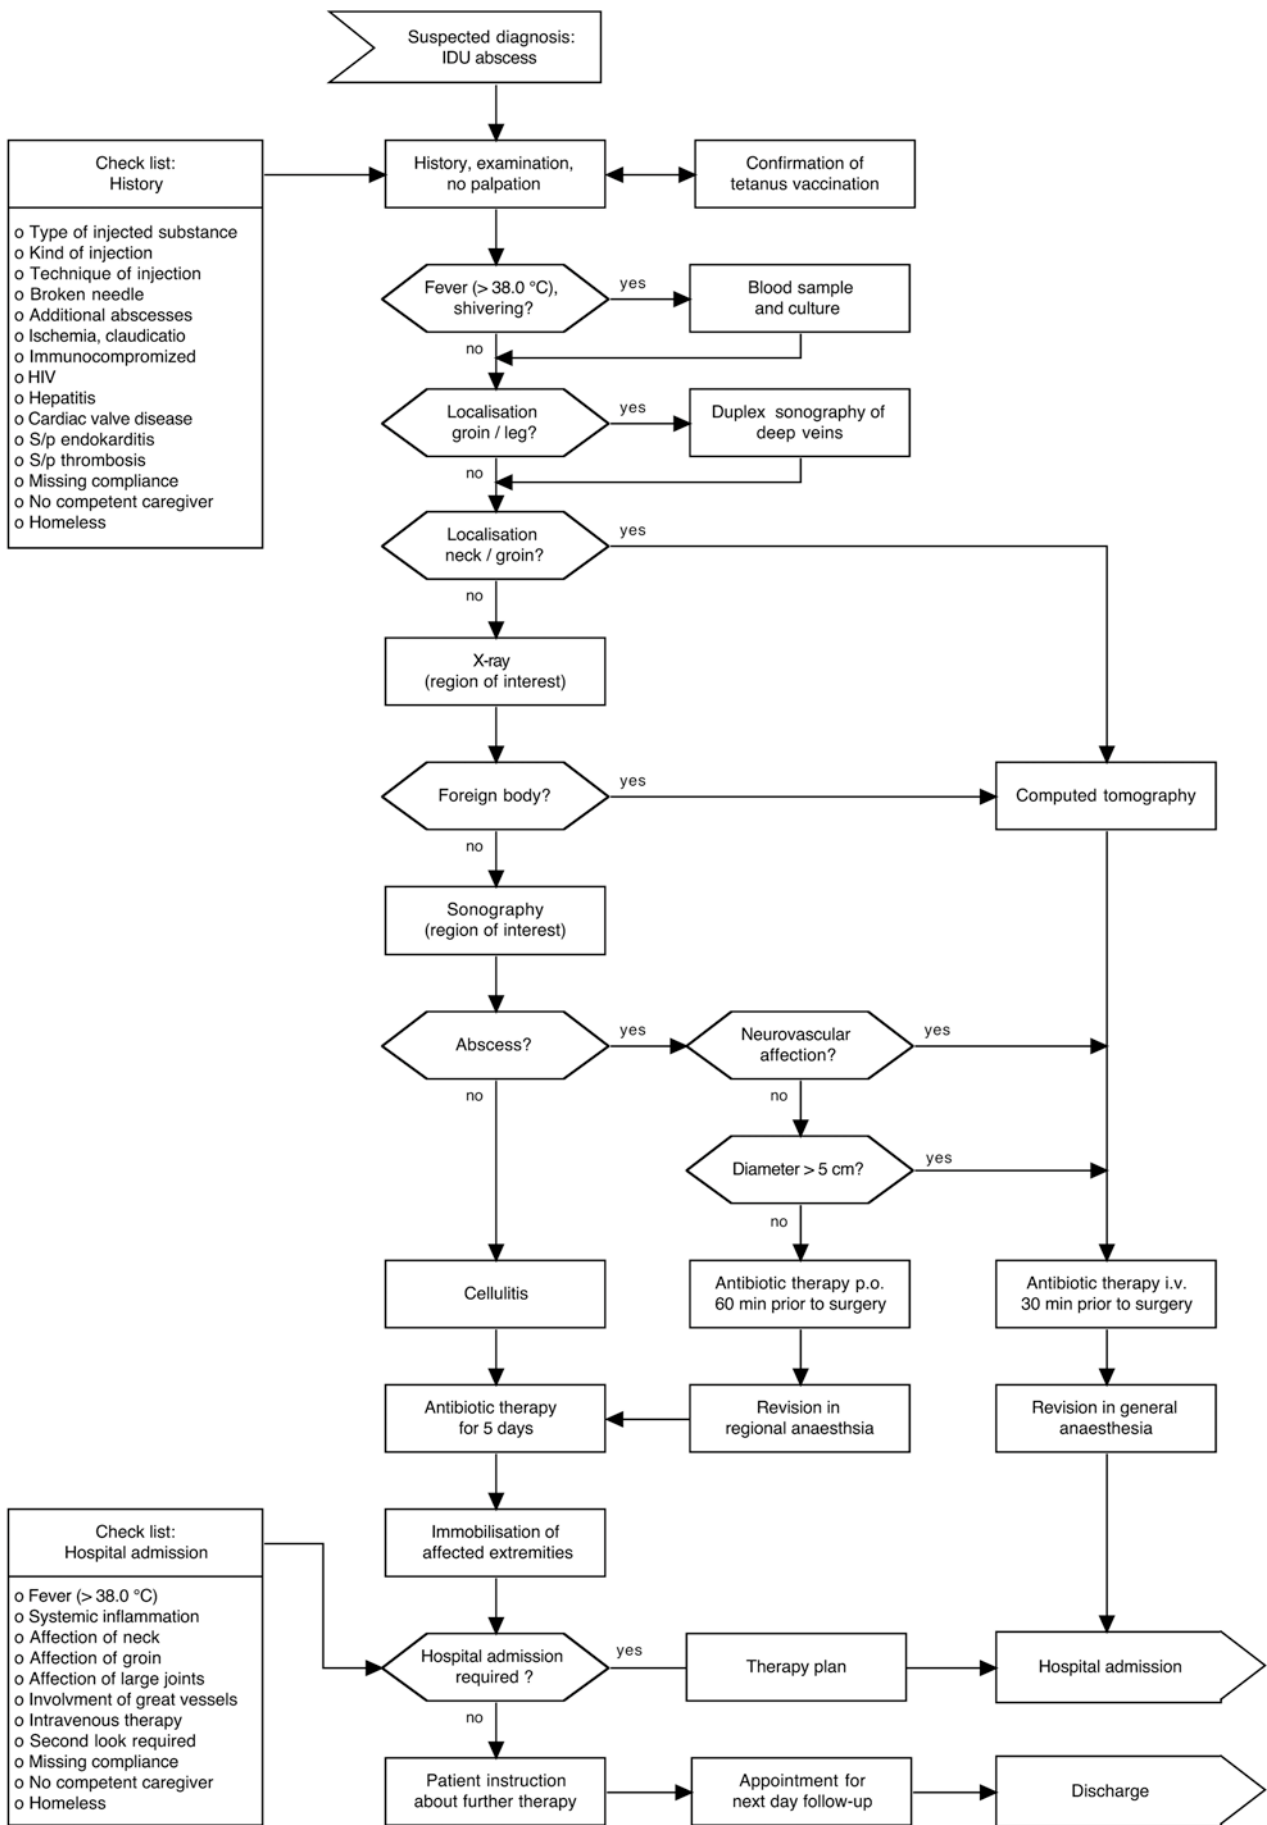 Suspected diagnosis:
IDU abscess
Check list:
History
o Type of injected substance
o Kind of injection
o Technique of injection
o Broken needle
o Additional abscesses
o Ischemia, claudicatio
o Immunocompromized
o HIV
o Hepatitis
o Cardiac valve disease
o S/p endokarditis
o S/p thrombosis
o Missing compliance
o No competent caregiver
o Homeless
History, examination,
no palpation
Confirmation of
tetanus vaccination
Fever (> 38.0 °C),
shivering?
yes
Blood sample
and culture
no
Localisation
groin / leg?
yes
Duplex sonography of
deep veins
no
Localisation
neck / groin?
yes
no
X-ray
(region of interest)
Foreign body?
yes
Computed tomography
no
Sonography
(region of interest)
Abscess?
yes
Neurovascular
affection?
yes
no
no
Diameter > 5 cm?
yes
no
Cellulitis
Antibiotic therapy p.o.
60 min prior to surgery
Antibiotic therapy i.v.
30 min prior to surgery
Antibiotic therapy
for 5 days
Revision in
regional anaesthsia
Revision in general
anaesthesia
Immobilisation of
affected extremities
Check list:
Hospital admission
o Fever (> 38.0 °C)
o Systemic inflammation
o Affection of neck
o Affection of groin
o Affection of large joints
o Involvment of great vessels
o Intravenous therapy
o Second look required
o Missing compliance
o No competent caregiver
o Homeless
Hospital admission
required ?
yes
Therapy plan
Hospital admission
no
Patient instruction
about further therapy
Appointment for
next day follow-up
Discharge